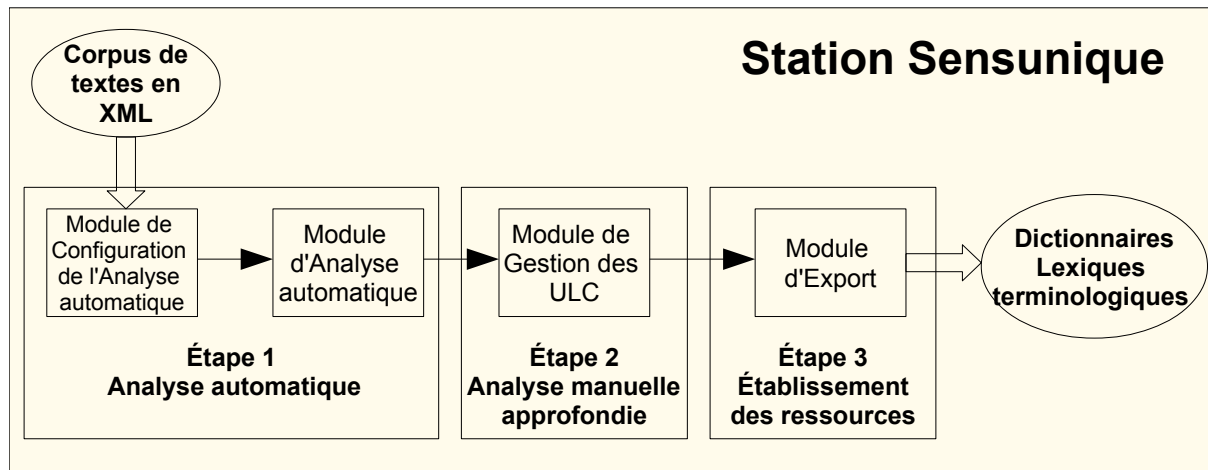 Station Sensunique
Corpus de
textes en
XML
Module de
Configuration
de l'Analyse
automatique
Module
d'Analyse
automatique
Étape 1
Analyse automatique
Module de
Gestion des
ULC
Étape 2
Analyse manuelle
approfondie
Module
d'Export
Étape 3
Établissement
des ressources
Dictionnaires
Lexiques
terminologiques